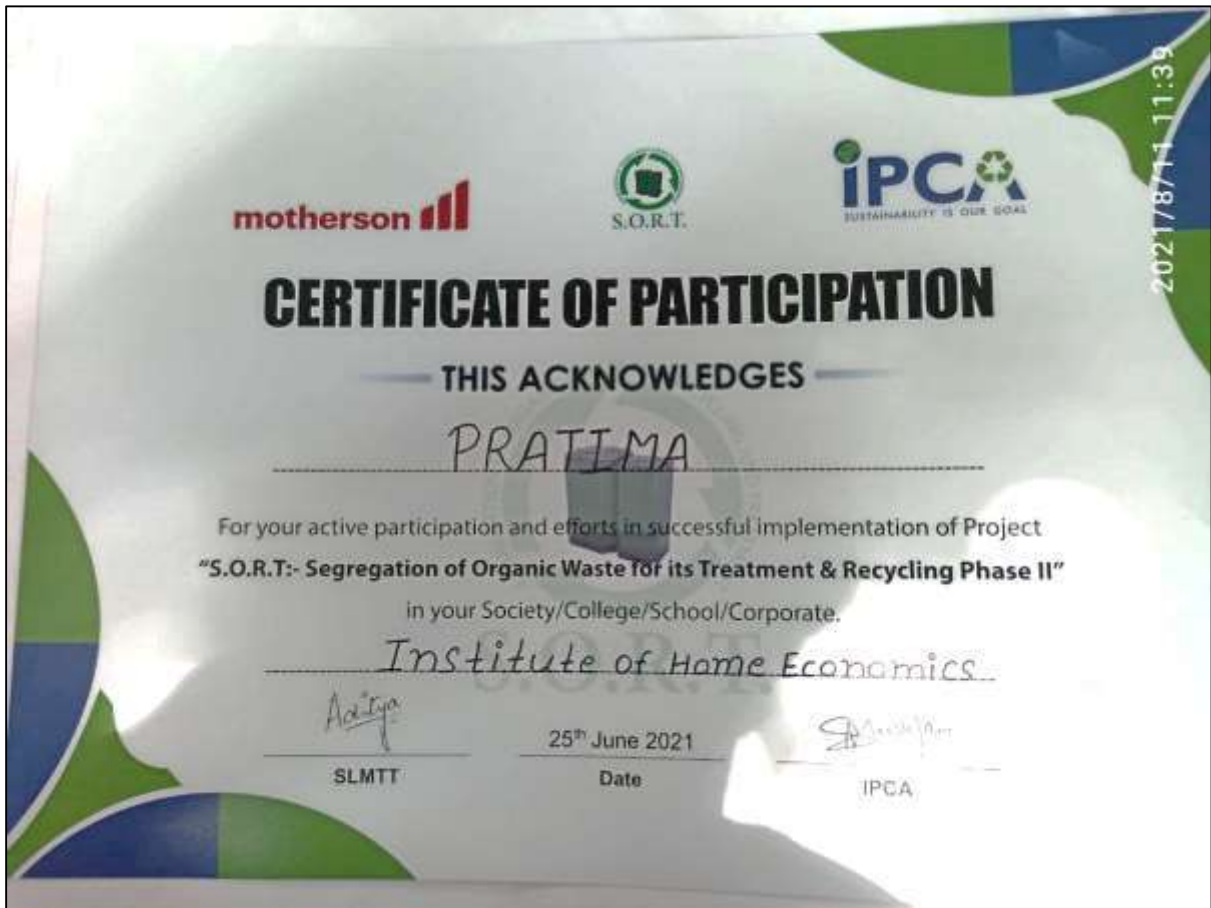 motherson
S.O.R.T.
iPCA
SUSTAINABILITY IS OUR GOAL
2021/8/11 11:39
CERTIFICATE OF PARTICIPATION
THIS ACKNOWLEDGES
PRATIMA
For your active participation and efforts in successful implementation of Project
"S.O.R.T:- Segregation of Organic Waste for its Treatment & Recycling Phase II"
in your Society/College/School/Corporate.
S.O.R.T.
Institute of Home Economics
Aditya
25th June 2021
SLMTT
Date
IPCA